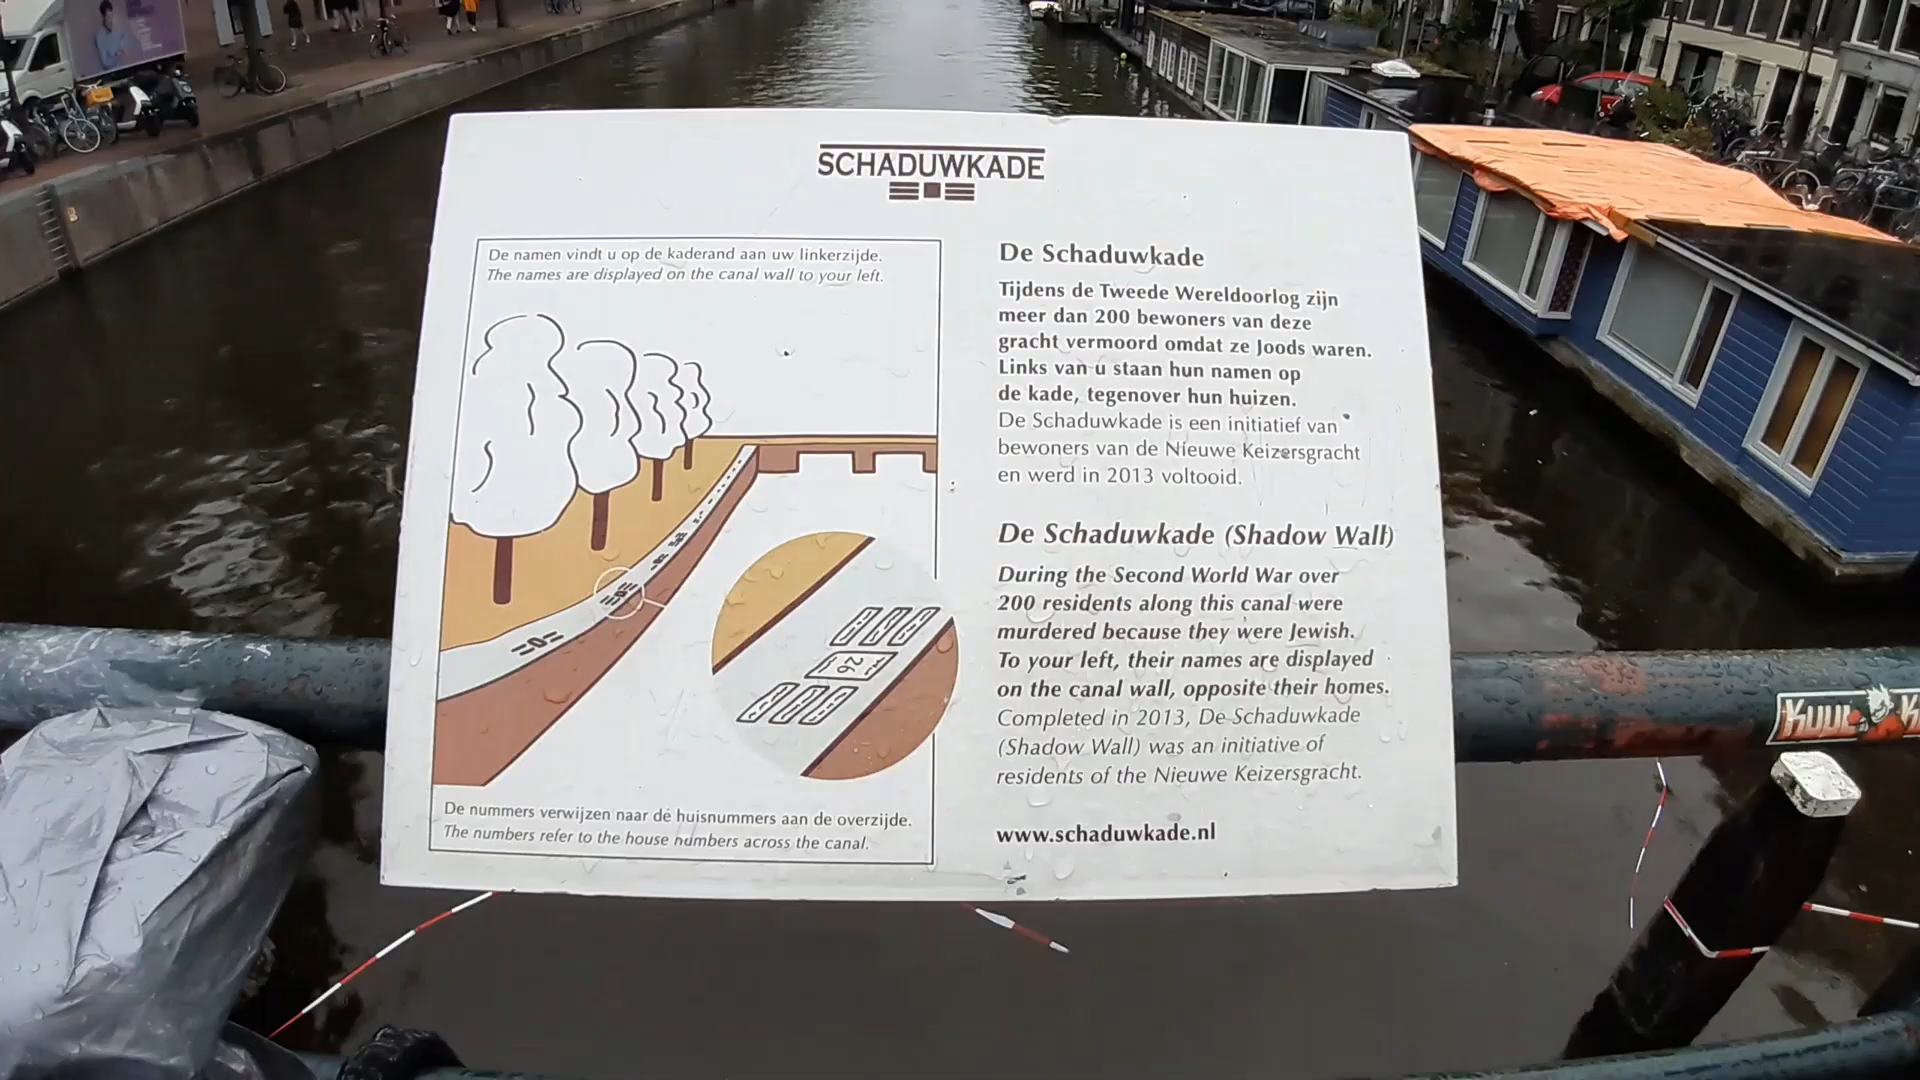 SCHADUWKADE
De namen vindt u op de kaderand aan uw linkerzijde.
The names are displayed on the canal wall to your left.
26
De nummers verwijzen naar de huisnummers aan de overzijde.
The numbers refer to the house numbers across the canal.
De Schaduwkade
Tijdens de Tweede Wereldoorlog zijn
meer dan 200 bewoners van deze
gracht vermoord omdat ze Joods waren.
Links van u staan hun namen op
de kade, tegenover hun huizen.
De Schaduwkade is een initiatief van
bewoners van de Nieuwe Keizersgracht
en werd in 2013 voltooid.
De Schaduwkade (Shadow Wall)
During the Second World War over
200 residents along this canal were
murdered because they were Jewish.
To your left, their names are displayed
on the canal wall, opposite their homes.
Completed in 2013, De Schaduwkade
(Shadow Wall) was an initiative of
residents of the Nieuwe Keizersgracht.
www.schaduwkade.nl